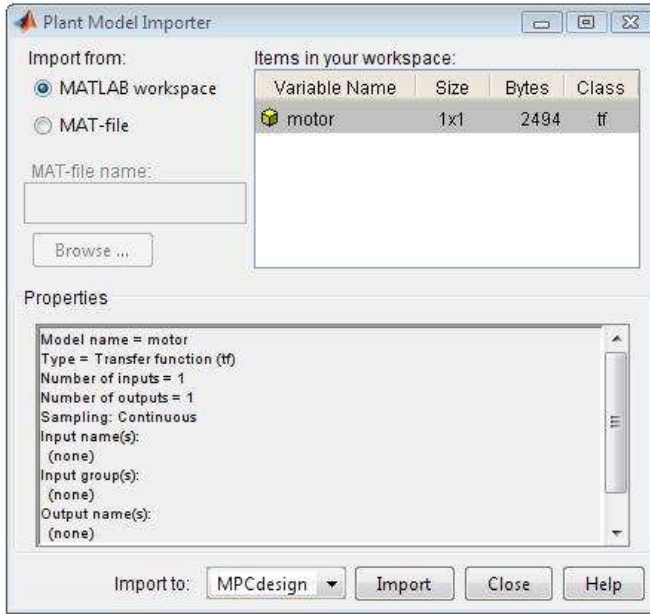 Plant Model Importer
Import from:
MATLAB workspace
MAT-file
MAT-file name:
Browse ...
Items in your workspace:
Variable Name Size Bytes Class
motor 1x1 2494 tf
Properties
Model name = motor
Type = Transfer function (tf)
Number of inputs = 1
Number of outputs = 1
Sampling: Continuous
Input name(s):
(none)
Input group(s):
(none)
Output name(s):
(none)
Import to: MPCdesign Import Close Help